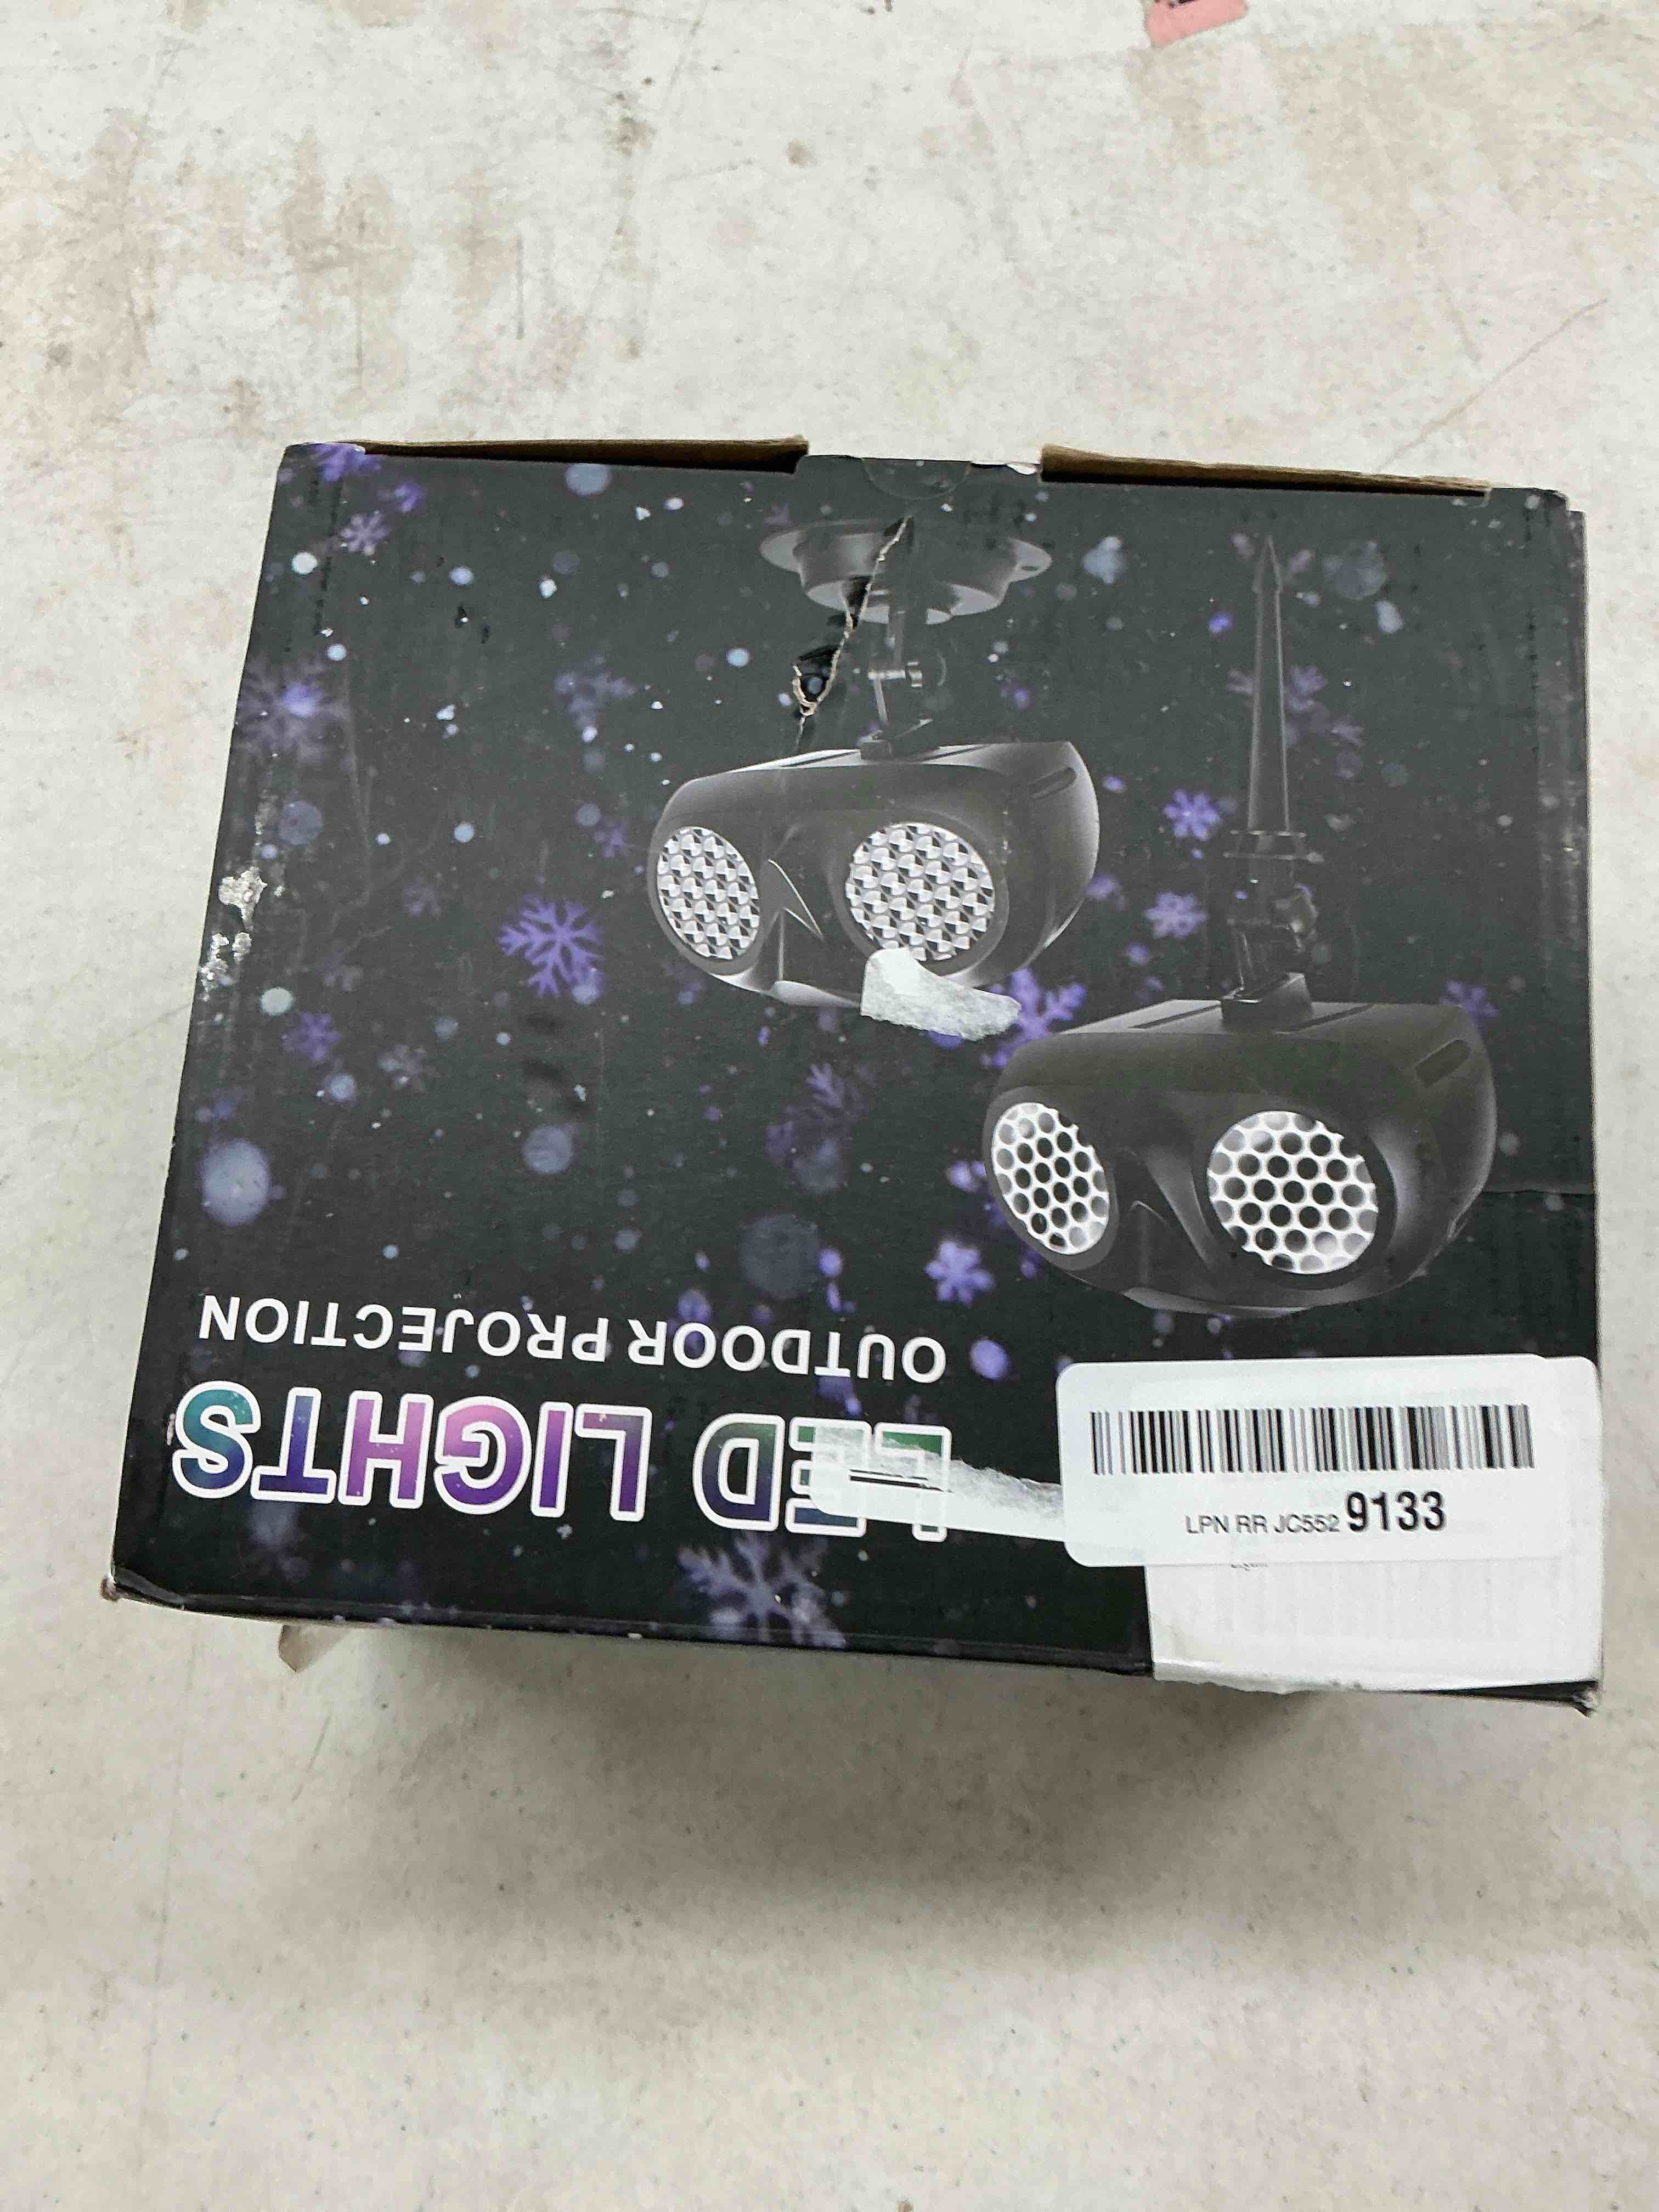 OUTDOOR PROJECTION
LED LIGHTS
LPN RR JC552 9133